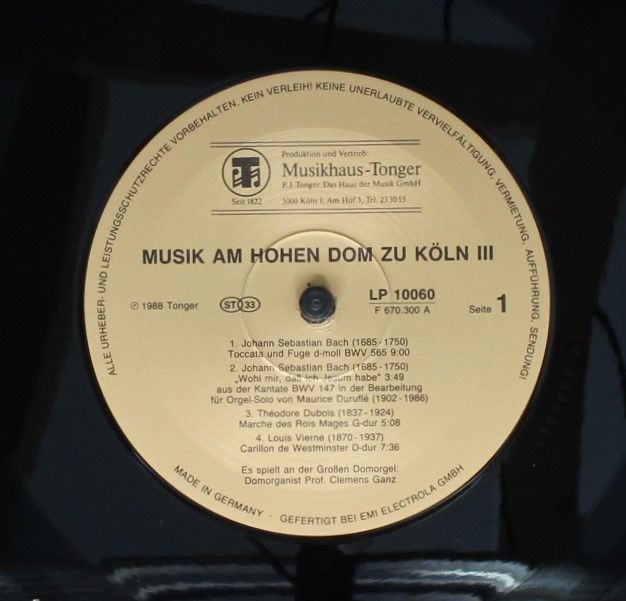 ALLE URHEBER- UND LEISTUNGSSCHUTZRECHTE VORBEHALTEN. KEIN VERLEIH! KEINE UNERLAUBTE VERVIELFÄLTIGUNG, VERMIETUNG, AUFFÜHRUNG, SENDUNG!
Produktion und Vertrieb:
Musikhaus-Tonger
P.J. Tonger, Das Haus der Musik GmbH
Seit 1822
5000 Köln 1, Am Hof 3, Tel: 23 30 55
MUSIK AM HOHEN DOM ZU KÖLN III
℗ 1988 Tonger
ST 33
LP 10060
F 670.300 A
Seite 1
1. Johann Sebastian Bach (1685-1750)
Toccata und Fuge d-moll BWV 565 9:00
2. Johann Sebastian Bach (1685-1750)
„Wohl mir, daß ich Jesum habe" 3:49
aus der Kantate BWV 147 in der Bearbeitung
für Orgel-Solo von Maurice Duruflé (1902-1986)
3. Théodore Dubois (1837-1924)
Marche des Rois Mages G-dur 5:08
4. Louis Vierne (1870-1937)
Carillon de Westminster D-dur 7:36
Es spielt an der Großen Domorgel:
Domorganist Prof. Clemens Ganz
MADE IN GERMANY - GEFERTIGT BEI EMI ELECTROLA GMBH